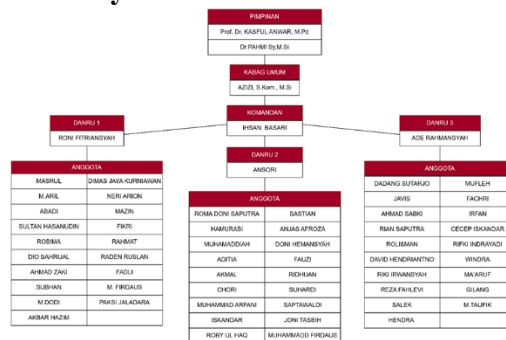 PIMPINAN
Prof. Dr. KASFUL ANWAR, M.Pd
Dr.PAHMI Sy,M.Si
KABAG UMUM
AZIZI, S.Kom., M.Si
KOMANDAN
IHSAN BASARI
DANRU 1
RONI FITRIANSYAH
ANGGOTA
MASRUL DIMAS JAYA KURNIAWAN
M.ARIL NERI ARION
ABADI MAZIN
SULTAN HASANUDIN FIKRI
ROBIMA RAHMAT
DIO SAHRIJAL RADEN RUSLAN
AHMAD ZAKI FADLI
SUBHAN M. FIRDAUS
M.DODI PAKSI JALADARA
AKBAR HAZIM
DANRU 2
ANSORI
ANGGOTA
ROMA DONI SAPUTRA BASTIAN
HAMURASI ANJAS AFROZA
MUHAMADDIAH DONI HEMANSYAH
ADITIA FAUZI
AKMAL RIDHUAN
CHORI SUHARDI
MUHAMMAD ARFANI SAPTAWALDI
ISKANDAR JONI TASBIH
ROBY UL HAQ MUHAMMADD FIRDAUS
DANRU 3
ADE RAHMANSYAH
ANGGOTA
DADANG SUTARJO MUFLEH
JAVIS FACHRI
AHMAD SABKI IRFAN
RIAN SAPUTRA CECEP ISKANDAR
ROLISMAN RIFKI INDRAYADI
DAVID HENDRIANTNO WINDRA
RIKI IRWANSYAH MA'ARUF
REZA FAHLEVI GILANG
SALEK M.TAUFIK
HENDRA